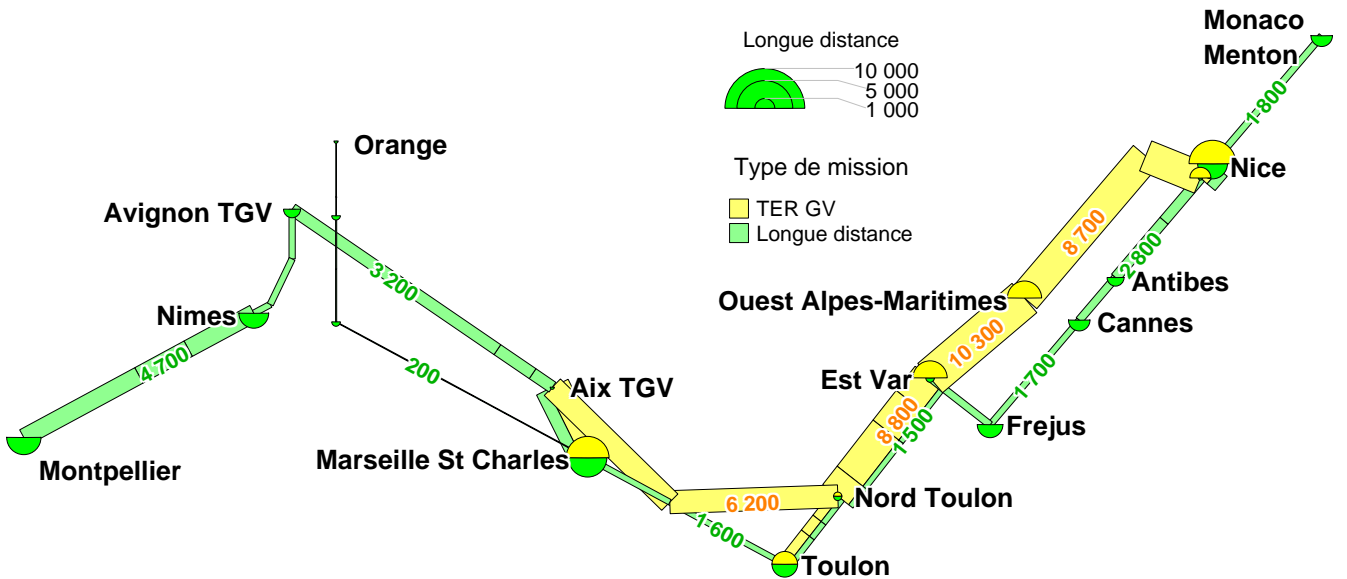 Monaco
Menton
Longue distance
10 000
5 000
1 000
1 800
Orange
Type de mission
Nice
TER GV
Longue distance
Avignon TGV
8 700
3 200
2 800
Antibes
Ouest Alpes-Maritimes
Nimes
Cannes
10 300
4 700
200
Est Var
1 700
Aix TGV
8 800
1 500
Frejus
Marseille St Charles
Montpellier
6 200
Nord Toulon
1 600
Toulon